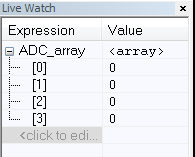 Live Watch
Expression Value
ADC_array <array>
[0] 0
[1] 0
[2] 0
[3] 0
<click to edi...